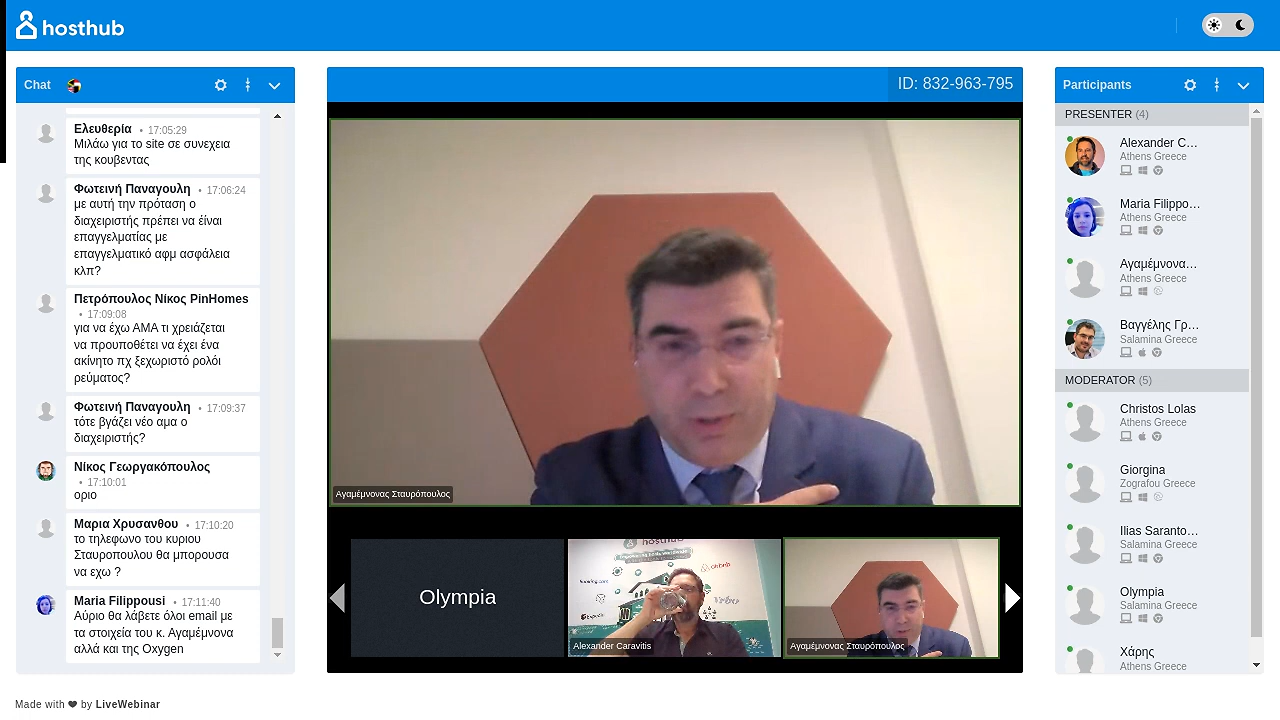 hosthub
Chat
Ελευθερία • 17:05:29
Μιλάω για το site σε συνεχεια
της κουβεντας
Φωτεινή Παναγουλη • 17:06:24
με αυτή την πρόταση ο
διαχειριστής πρέπει να έίναι
επαγγελματίας με
επαγγελματικό αφμ ασφάλεια
κλπ?
Πετρόπουλος Νίκος PinHomes
• 17:09:08
για να έχω ΑΜΑ τι χρειάζεται
να προυποθέτει να έχει ένα
ακίνητο πχ ξεχωριστό ρολόι
ρεύματος?
Φωτεινή Παναγουλη • 17:09:37
τότε βγάζει νέο αμα ο
διαχειριστής?
Νίκος Γεωργακόπουλος
• 17:10:01
οριο
Μαρια Χρυσανθου • 17:10:20
το τηλεφωνο του κυριου
Σταυροπουλου θα μπορουσα
να εχω ?
Maria Filippousi • 17:11:40
Αύριο θα λάβετε όλοι email με
τα στοιχεία του κ. Αγαμέμνονα
αλλά και της Oxygen
ID: 832-963-795
Αγαμέμνονας Σταυρόπουλος
Olympia
hosthub
booking.com
airbnb
Expedia
Vrbo
Alexander Caravitis
Αγαμέμνονας Σταυρόπουλος
Participants
PRESENTER (4)
Alexander C...
Athens Greece
Maria Filippo...
Athens Greece
Αγαμέμνονα...
Athens Greece
Βαγγέλης Γρ...
Salamina Greece
MODERATOR (5)
Christos Lolas
Athens Greece
Giorgina
Zografou Greece
Ilias Saranto...
Salamina Greece
Olympia
Salamina Greece
Χάρης
Athens Greece
Made with ❤ by LiveWebinar